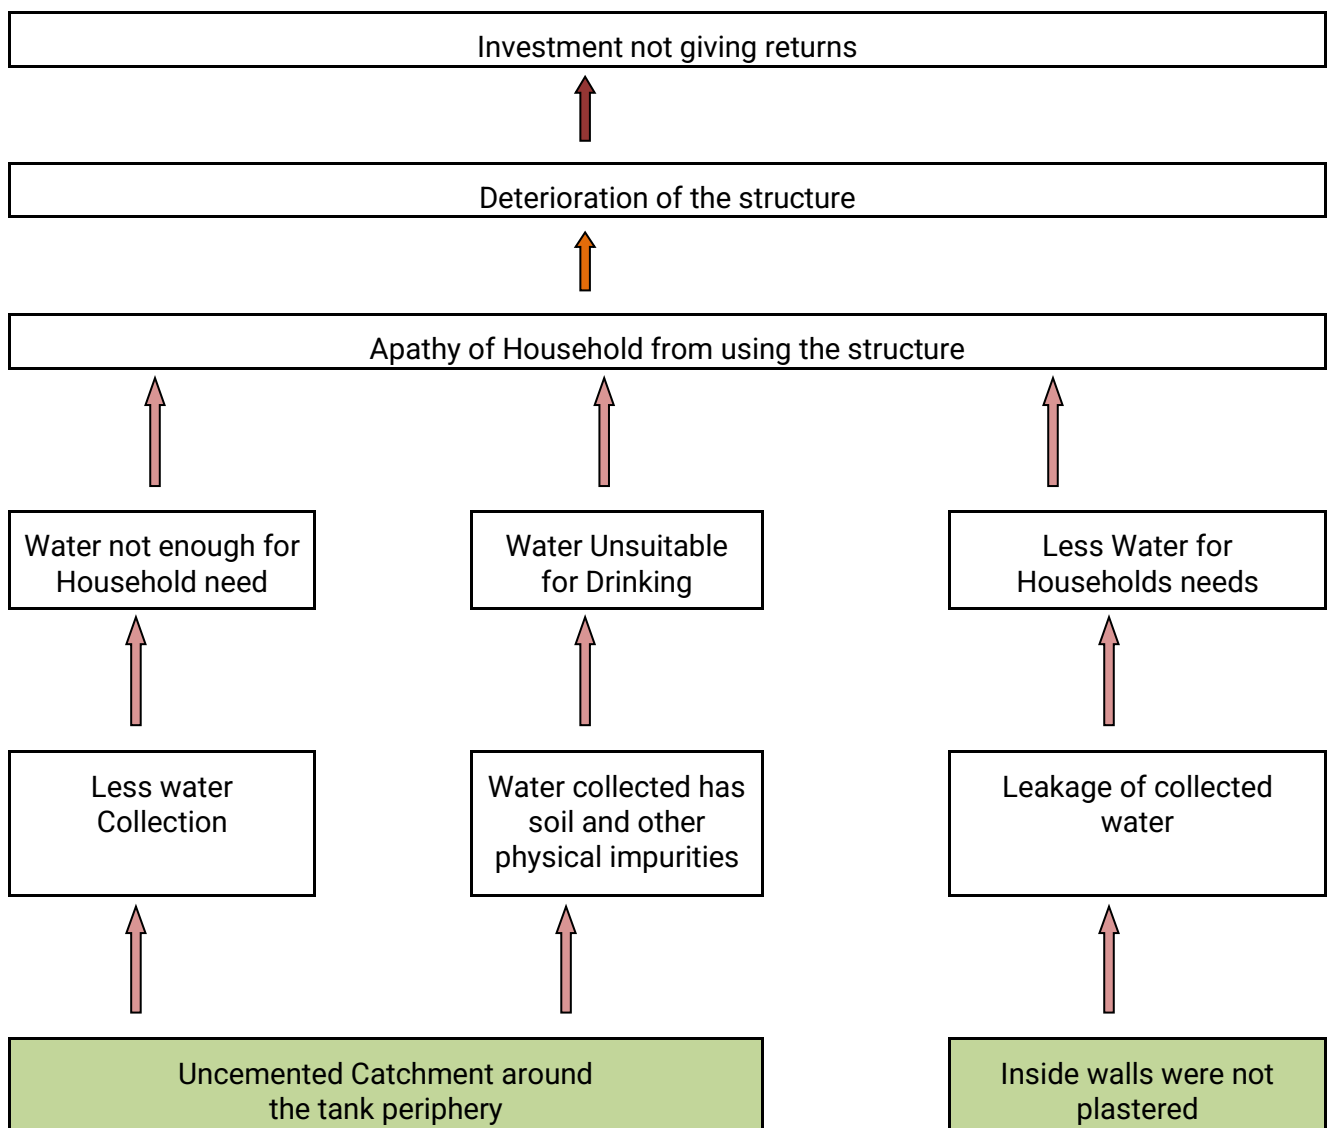 Investment not giving returns
Deterioration of the structure
Apathy of Household from using the structure
Water not enough for
Household need
Water Unsuitable
for Drinking
Less Water for
Households needs
Less water
Collection
Water collected has
soil and other
physical impurities
Leakage of collected
water
Uncemented Catchment around
the tank periphery
Inside walls were not
plastered